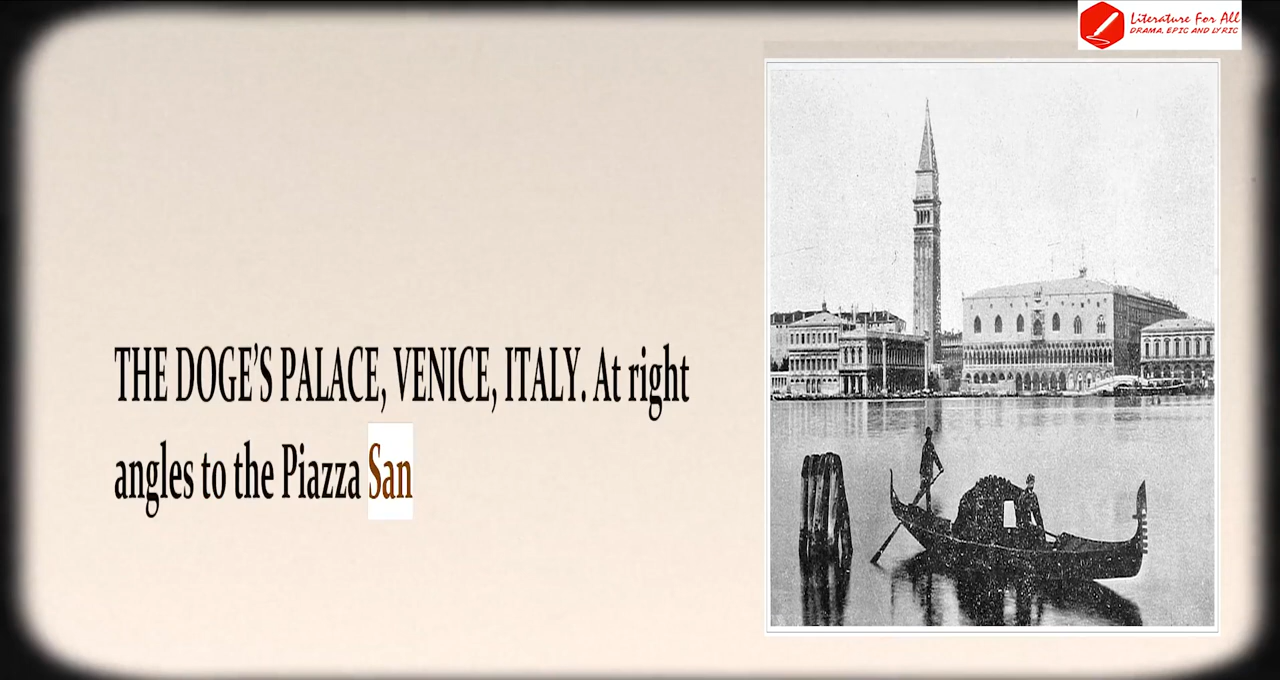 Literature For All
DRAMA, EPIC AND LYRIC
THE DOGE’S PALACE, VENICE, ITALY. At right
angles to the Piazza San